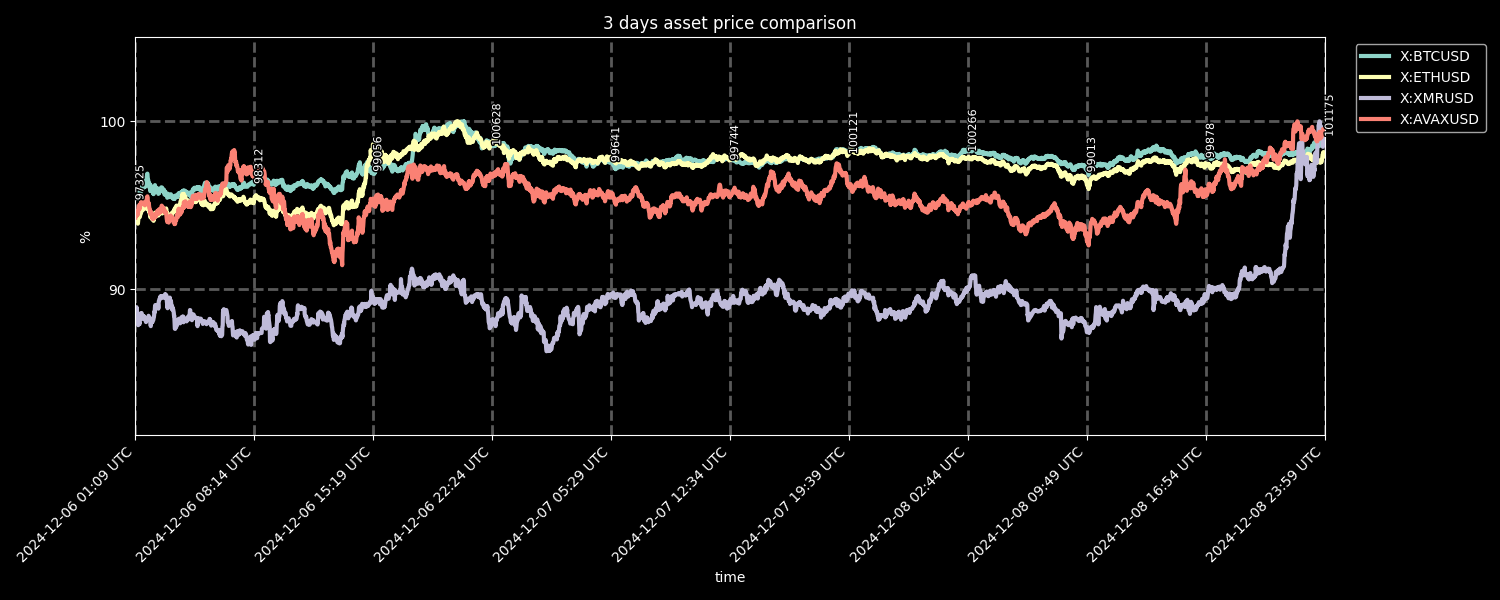 3 days asset price comparison
X:BTCUSD
X:ETHUSD
X:XMRUSD
X:AVAXUSD
100
90
%
97325
98312
99056
100628
99641
99744
100121
100266
99013
99878
101175
2024-12-06 01:09 UTC
2024-12-06 08:14 UTC
2024-12-06 15:19 UTC
2024-12-06 22:24 UTC
2024-12-07 05:29 UTC
2024-12-07 12:34 UTC
2024-12-07 19:39 UTC
2024-12-08 02:44 UTC
2024-12-08 09:49 UTC
2024-12-08 16:54 UTC
2024-12-08 23:59 UTC
time